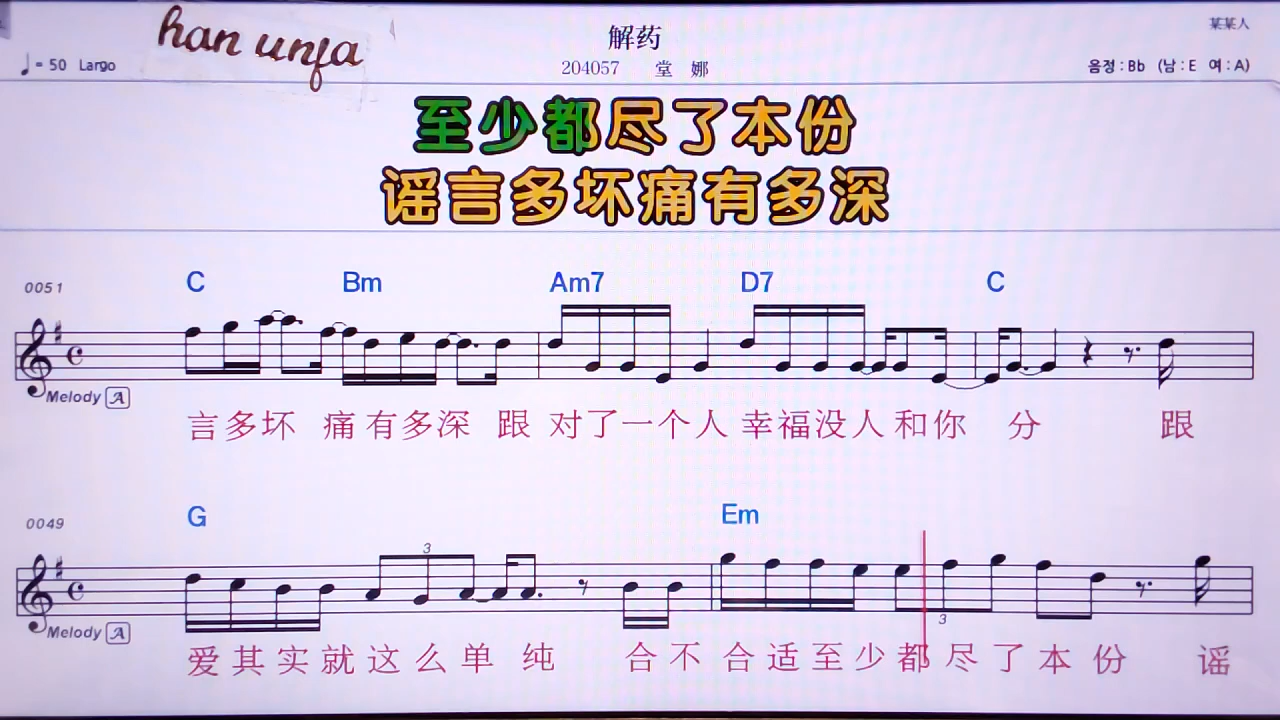 han unfa
解药
某某人
♩= 50 Largo
204057 堂 娜
음정 : Bb (남 : E 여 : A)
至少都尽了本份
谣言多坏痛有多深
0051
C Bm Am7 D7 C
Melody A
言多坏 痛有多深 跟 对了一个人 幸福没人和你 分 跟
0049
G Em
3
Melody A
3
爱其实就这么单 纯 合不合适至少都尽了本份 谣